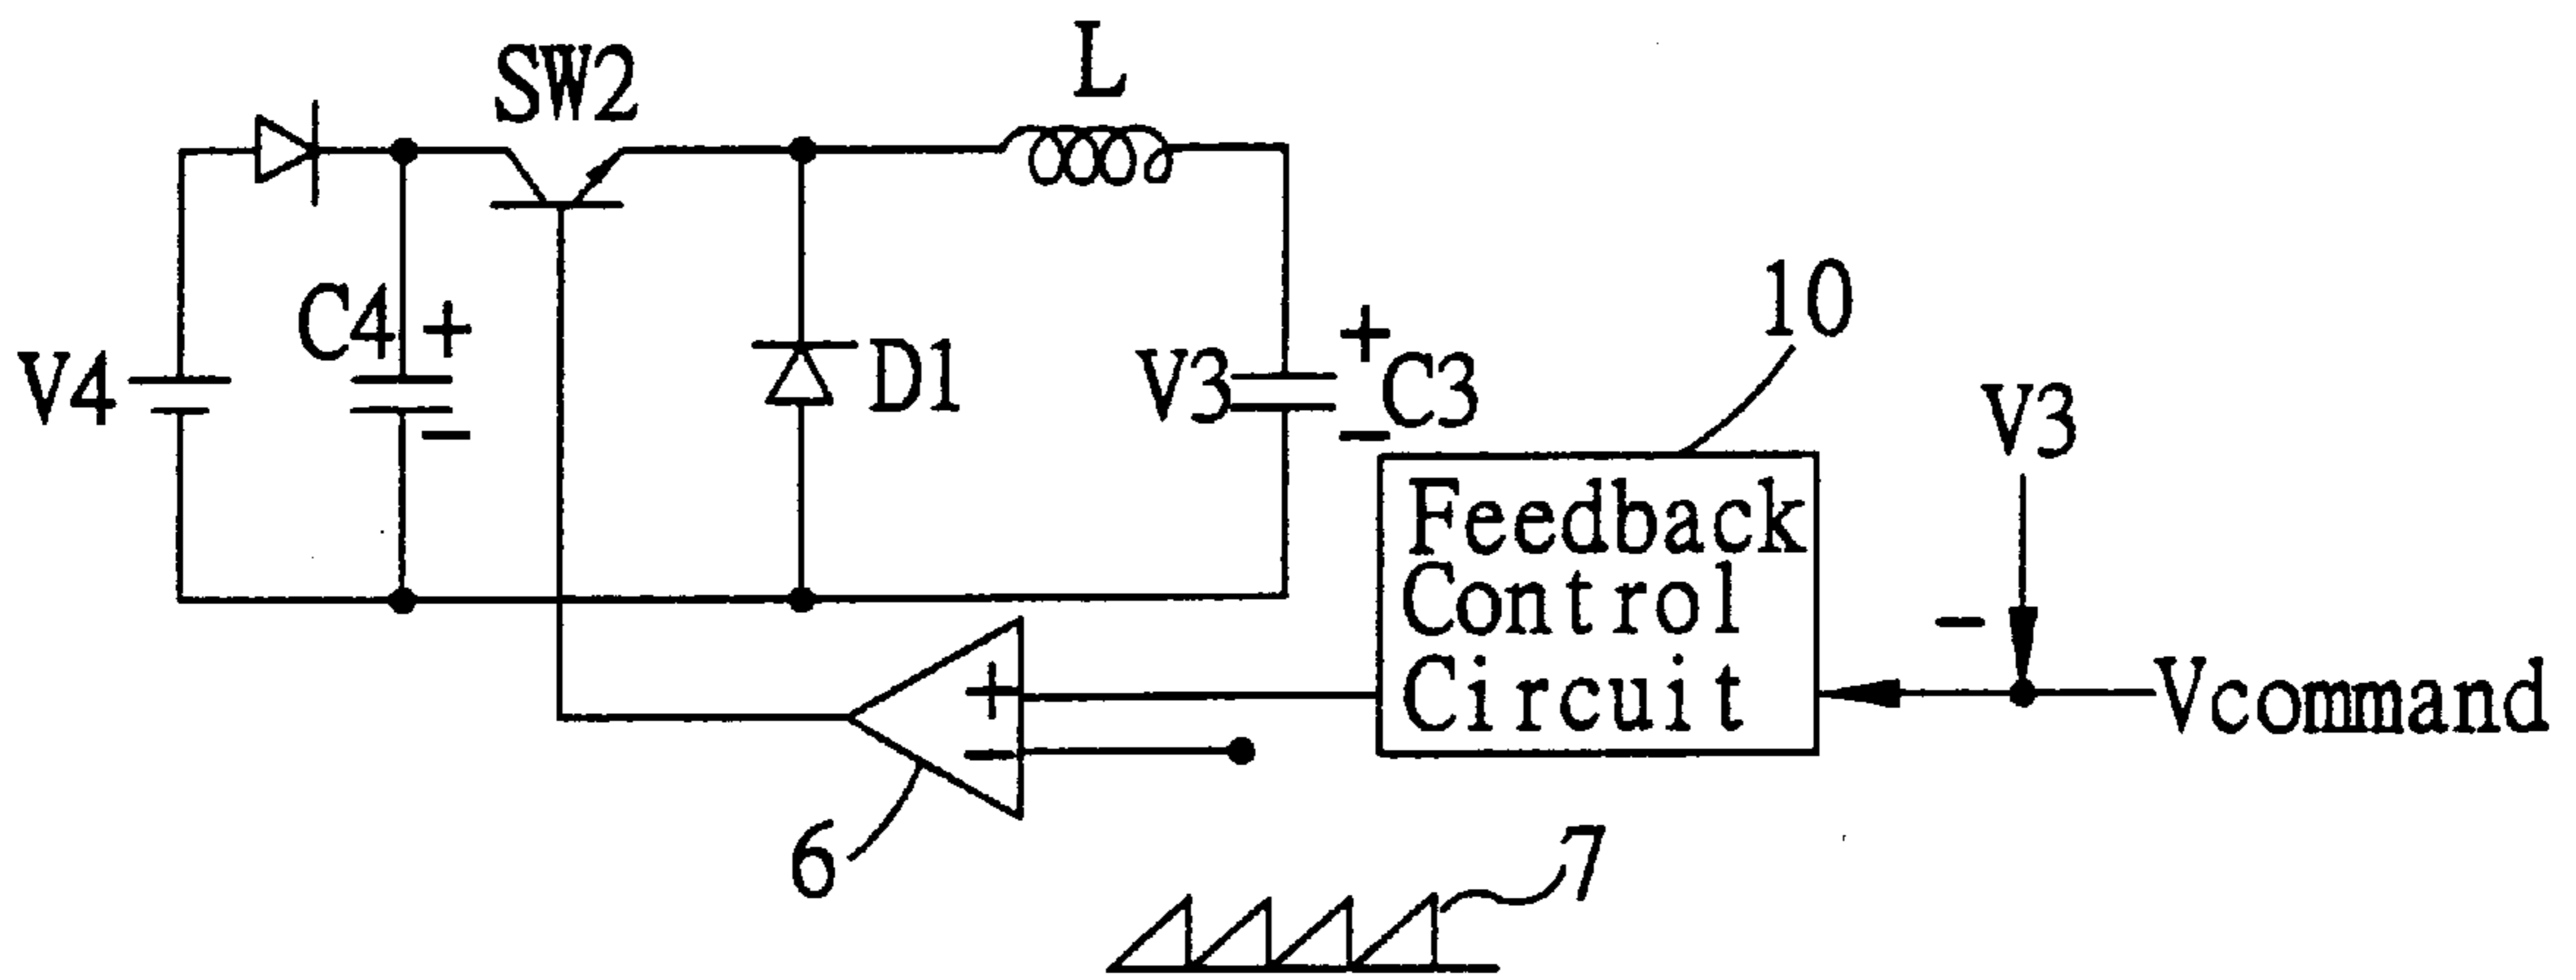 SW2
L
V4
C4
+
-
D1
V3
+
-
C3
10
V3
Feedback
Control
Circuit
-
Vcommand
+
-
6
7